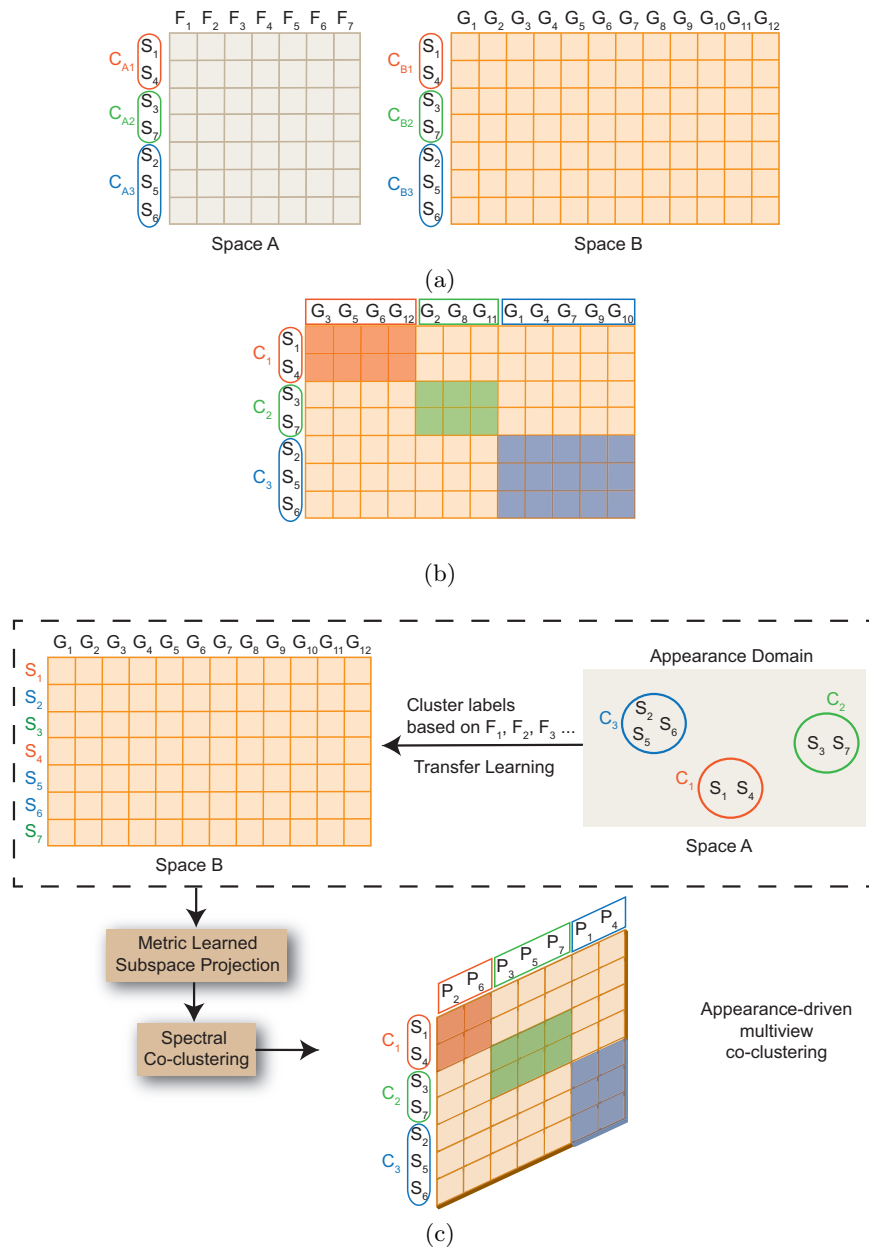 F1 F2 F3 F4 F5 F6 F7
G1 G2 G3 G4 G5 G6 G7 G8 G9 G10 G11 G12
CA1 S1 S4
CA2 S3 S7
CA3 S2 S5 S6
CB1 S1 S4
CB2 S3 S7
CB3 S2 S5 S6
Space A
Space B
(a)
G3 G5 G6 G12 G2 G8 G11 G1 G4 G7 G9 G10
C1 S1 S4
C2 S3 S7
C3 S2 S5 S6
(b)
G1 G2 G3 G4 G5 G6 G7 G8 G9 G10 G11 G12
S1
S2
S3
S4
S5
S6
S7
Space B
Cluster labels
based on F1, F2, F3 ...
Transfer Learning
Appearance Domain
C3 S2 S6 S5
C2 S3 S7
C1 S1 S4
Space A
Metric Learned
Subspace Projection
Spectral
Co-clustering
P2 P6 P3 P5 P7 P1 P4
C1 S1 S4
C2 S3 S7
C3 S2 S5 S6
Appearance-driven
multiview
co-clustering
(c)